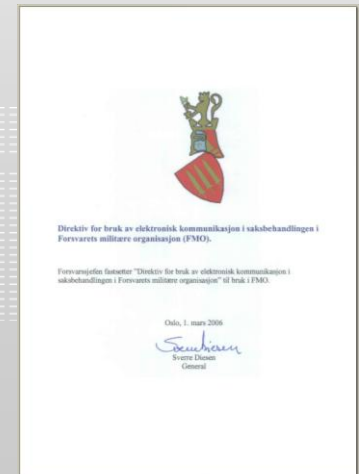 Direktiv for bruk av elektronisk kommunikasjon i saksbehandlingen i
Forsvarets militære organisasjon (FMO).
Forsvarssjefen fastsetter "Direktiv for bruk av elektronisk kommunikasjon i
saksbehandlingen i Forsvarets militære organisasjon" til bruk i FMO.
Oslo, 1. mars 2006
Sverre Diesen
General